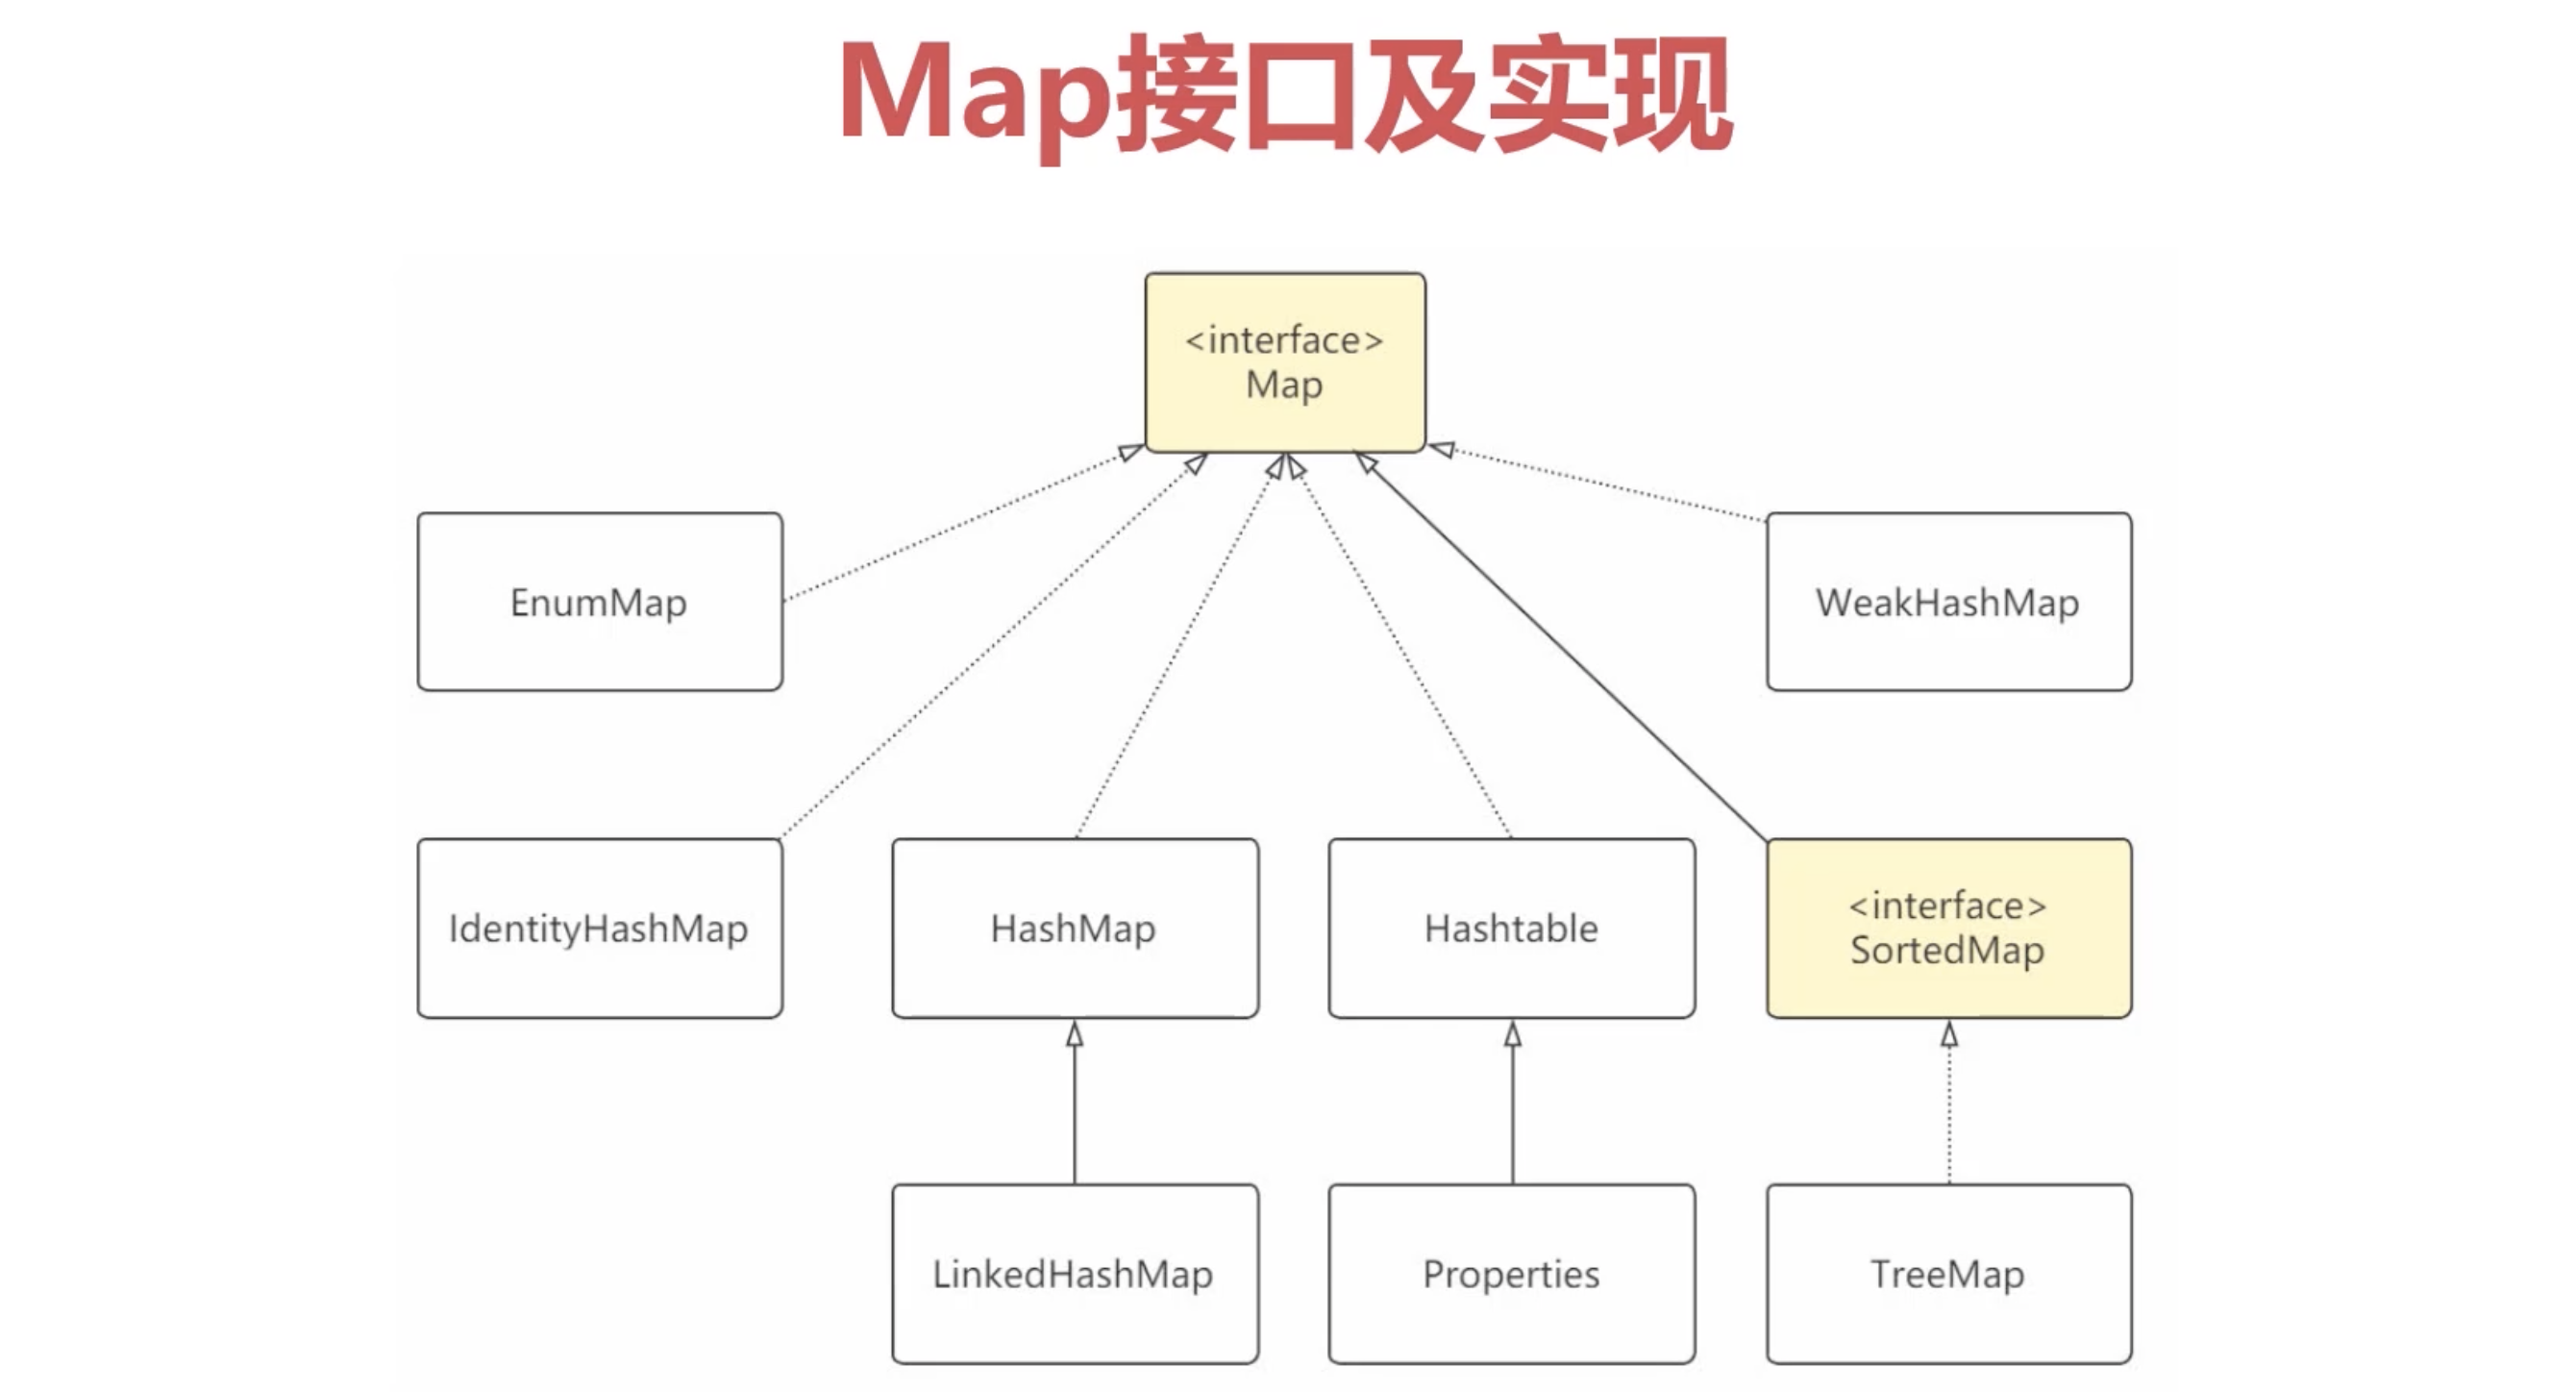 Map接口及实现
<interface>
Map
EnumMap
WeakHashMap
IdentityHashMap
HashMap
Hashtable
<interface>
SortedMap
LinkedHashMap
Properties
TreeMap